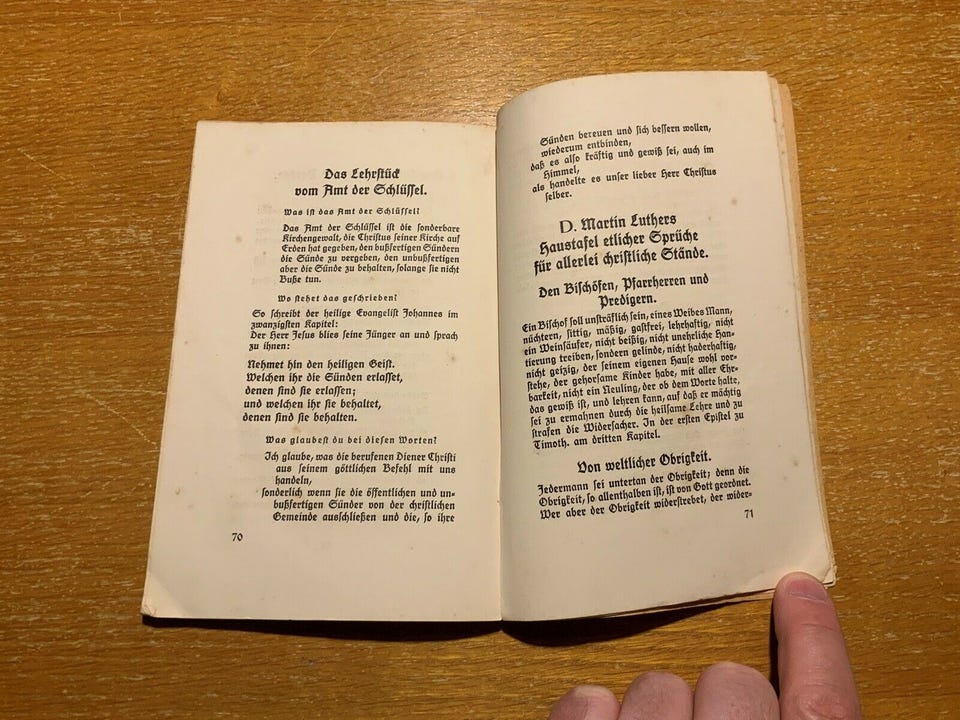 Das Lehrstück
vom Amt der Schlüssel.
Was ist das Amt der Schlüssel?
Das Amt der Schlüssel ist die sonderbare
Kirchengewalt, die Christus seiner Kirche auf
Erden hat gegeben, den bußfertigen Sündern
die Sünde zu vergeben, den unbußfertigen
aber die Sünde zu behalten, solange sie nicht
Buße tun.
Wo stehet das geschrieben?
So schreibt der heilige Evangelist Johannes im
zwanzigsten Kapitel:
Der Herr Jesus blies seine Jünger an und sprach
zu ihnen:
Nehmet hin den heiligen Geist.
Welchen ihr die Sünden erlasset,
denen sind sie erlassen;
und welchen ihr sie behaltet,
denen sind sie behalten.
Was glaubest du bei diesen Worten?
Ich glaube, was die berufenen Diener Christi
aus seinem göttlichen Befehl mit uns
handeln,
sonderlich wenn sie die öffentlichen und un-
bußfertigen Sünder von der christlichen
Gemeinde ausschließen und die, so ihre
70
Sünden bereuen und sich bessern wollen,
wiederum entbinden,
daß es also kräftig und gewiß sei, auch im
Himmel,
als handelte es unser lieber Herr Christus
selber.
D. Martin Luthers
Haustafel etlicher Sprüche
für allerlei christliche Stände.
Den Bischöfen, Pfarrherren und
Predigern.
Ein Bischof soll unsträflich sein, eines Weibes Mann,
nüchtern, sittig, mäßig, gastfrei, lehrhaftig, nicht
ein Weinsäufer, nicht beißig, nicht unehrliche Han-
tierung treiben, sondern gelinde, nicht haderhaftig,
nicht geizig, der seinem eigenen Hause wohl vor-
stehe, der gehorsame Kinder habe, mit aller Ehr-
barkeit, nicht ein Neuling, der ob dem Worte halte,
das gewiß ist, und lehren kann, auf daß er mächtig
sei zu ermahnen durch die heilsame Lehre und zu
strafen die Widersacher. In der ersten Epistel zu
Timoth. am dritten Kapitel.
Von weltlicher Obrigkeit.
Jedermann sei untertan der Obrigkeit; denn die
Obrigkeit, so allenthalben ist, ist von Gott geordnet.
Wer aber der Obrigkeit widerstrebet, der wider-
71